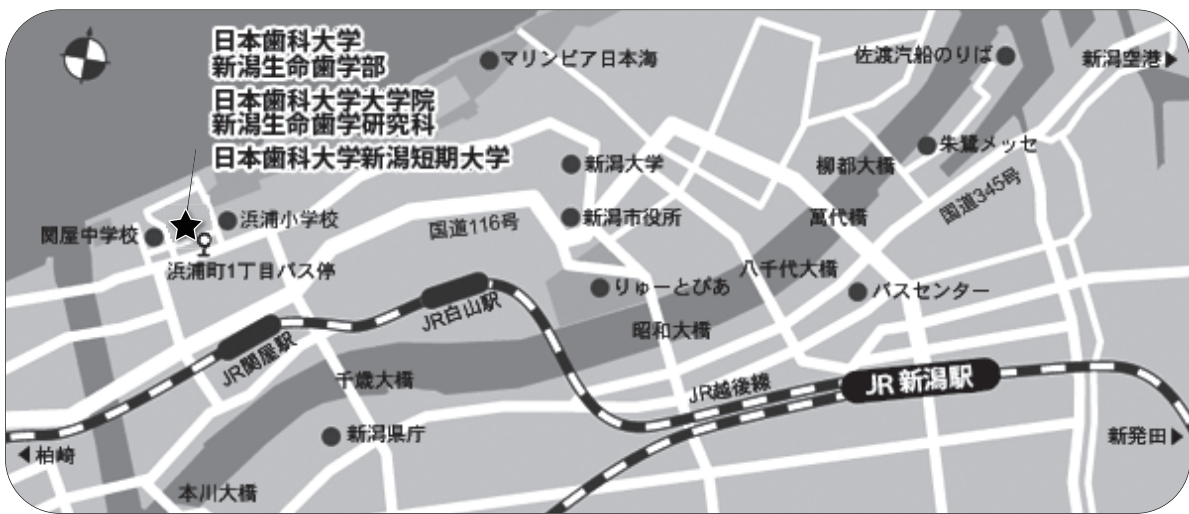 日本歯科大学
新潟生命歯学部
日本歯科大学大学院
新潟生命歯学研究科
日本歯科大学新潟短期大学
マリンピア日本海
佐渡汽船のりば
新潟空港▶
朱鷺メッセ
新潟大学
柳都大橋
国道345号
関屋中学校
浜浦小学校
国道116号
新潟市役所
萬代橋
浜浦町1丁目バス停
八千代大橋
りゅーとぴあ
バスセンター
JR白山駅
昭和大橋
JR関屋駅
千歳大橋
JR越後線
JR 新潟駅
新潟県庁
新発田▶
◀柏崎
本川大橋